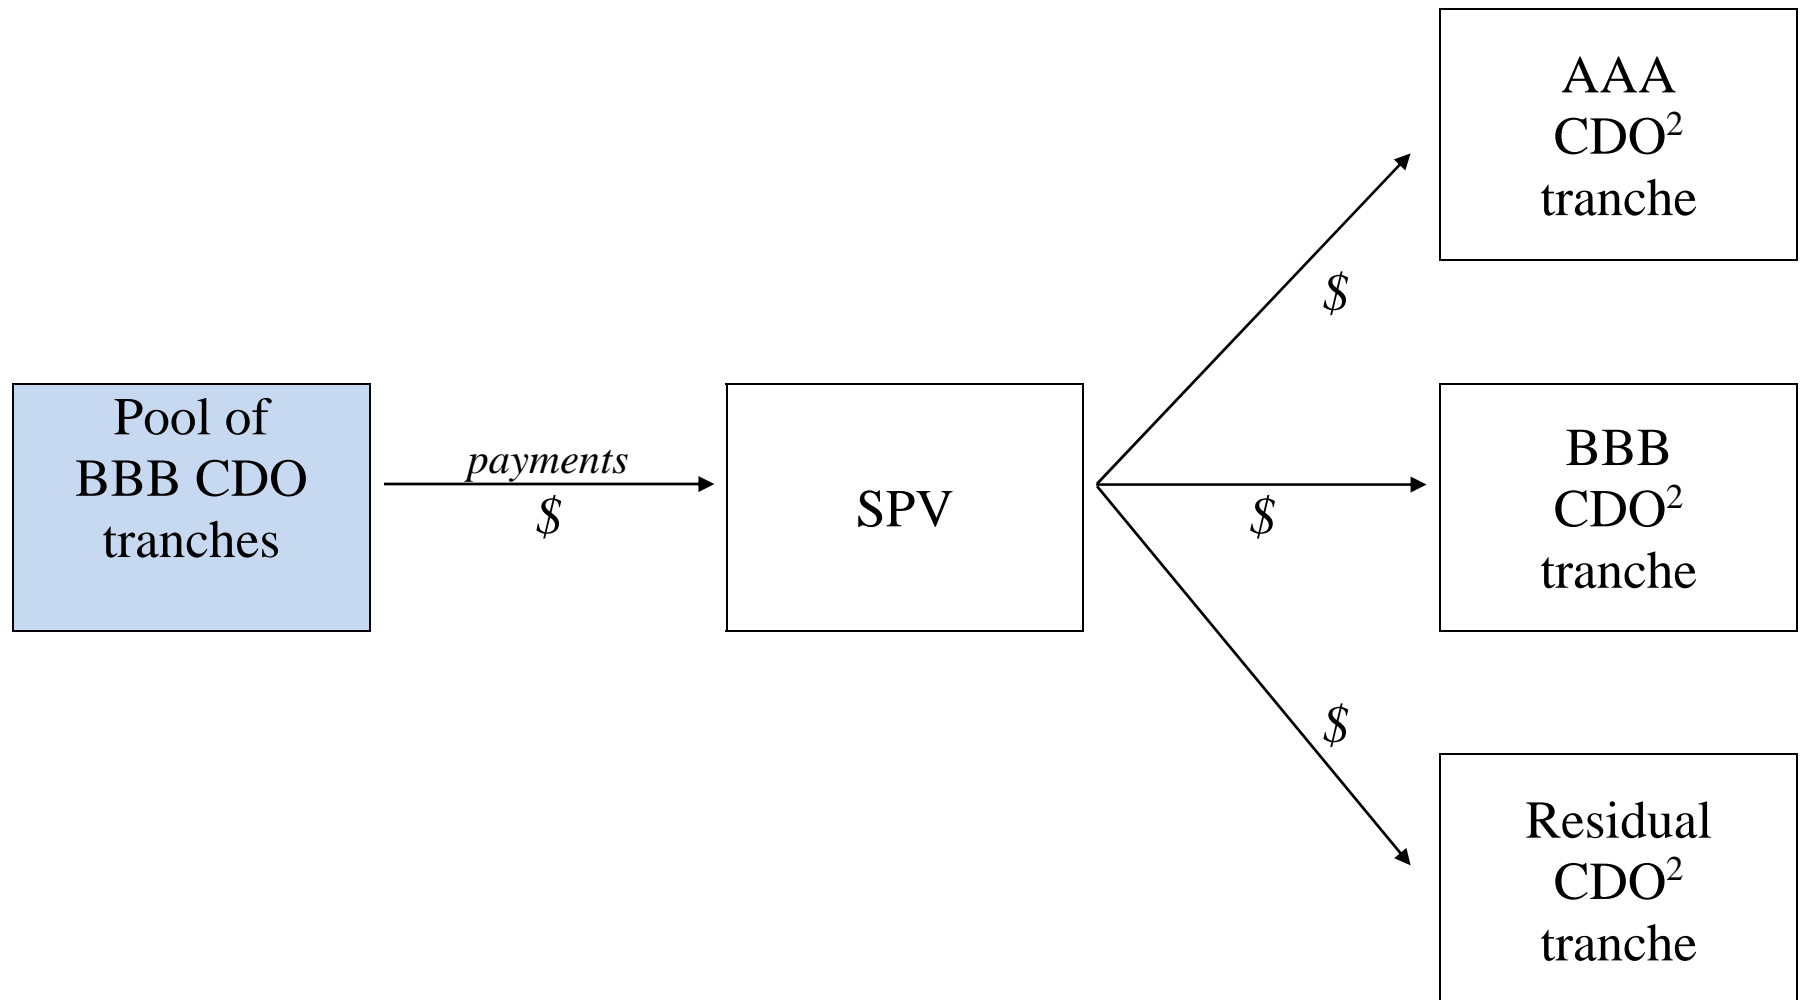 Pool of
BBB CDO
tranches
payments
$
SPV
$
$
$
AAA
CDO²
tranche
BBB
CDO²
tranche
Residual
CDO²
tranche